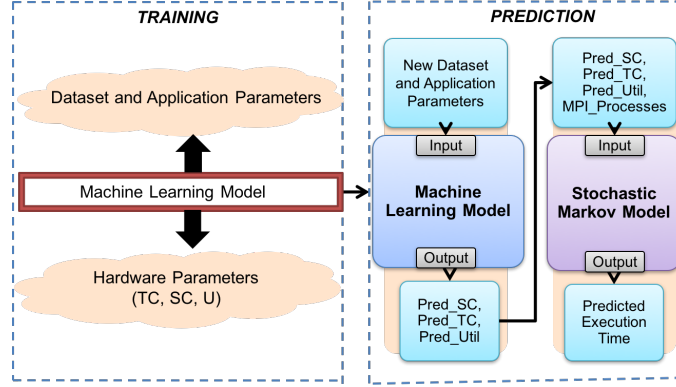 TRAINING
Dataset and Application Parameters
Machine Learning Model
Hardware Parameters
(TC, SC, U)
PREDICTION
New Dataset
and Application
Parameters
Input
Machine
Learning Model
Output
Pred_SC,
Pred_TC,
Pred_Util
Pred_SC,
Pred_TC,
Pred_Util,
MPI_Processes
Input
Stochastic
Markov Model
Output
Predicted
Execution
Time